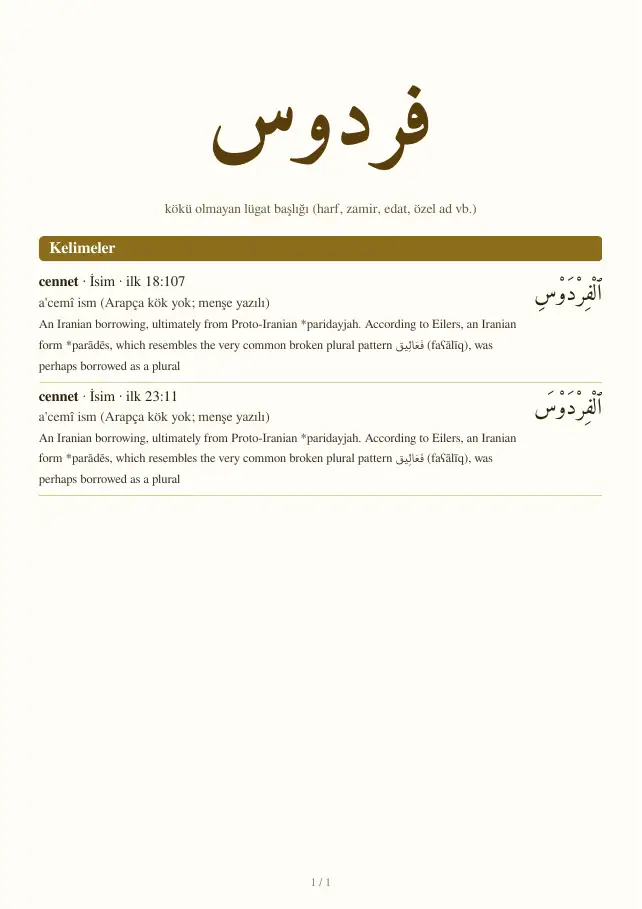 فردوس
kökü olmayan lügat başlığı (harf, zamir, edat, özel ad vb.)
Kelimeler
cennet · İsim · ilk 18:107
ٱلْفِرْدَوْسِ
a'cemî ism (Arapça kök yok; menşe yazılı)
An Iranian borrowing, ultimately from Proto-Iranian *paridayjah. According to Eilers, an Iranian
form *parādēs, which resembles the very common broken plural pattern فَعَالِيق (faʕālīq), was
perhaps borrowed as a plural
cennet · İsim · ilk 23:11
ٱلْفِرْدَوْسَ
a'cemî ism (Arapça kök yok; menşe yazılı)
An Iranian borrowing, ultimately from Proto-Iranian *paridayjah. According to Eilers, an Iranian
form *parādēs, which resembles the very common broken plural pattern فَعَالِيق (faʕālīq), was
perhaps borrowed as a plural
1 / 1